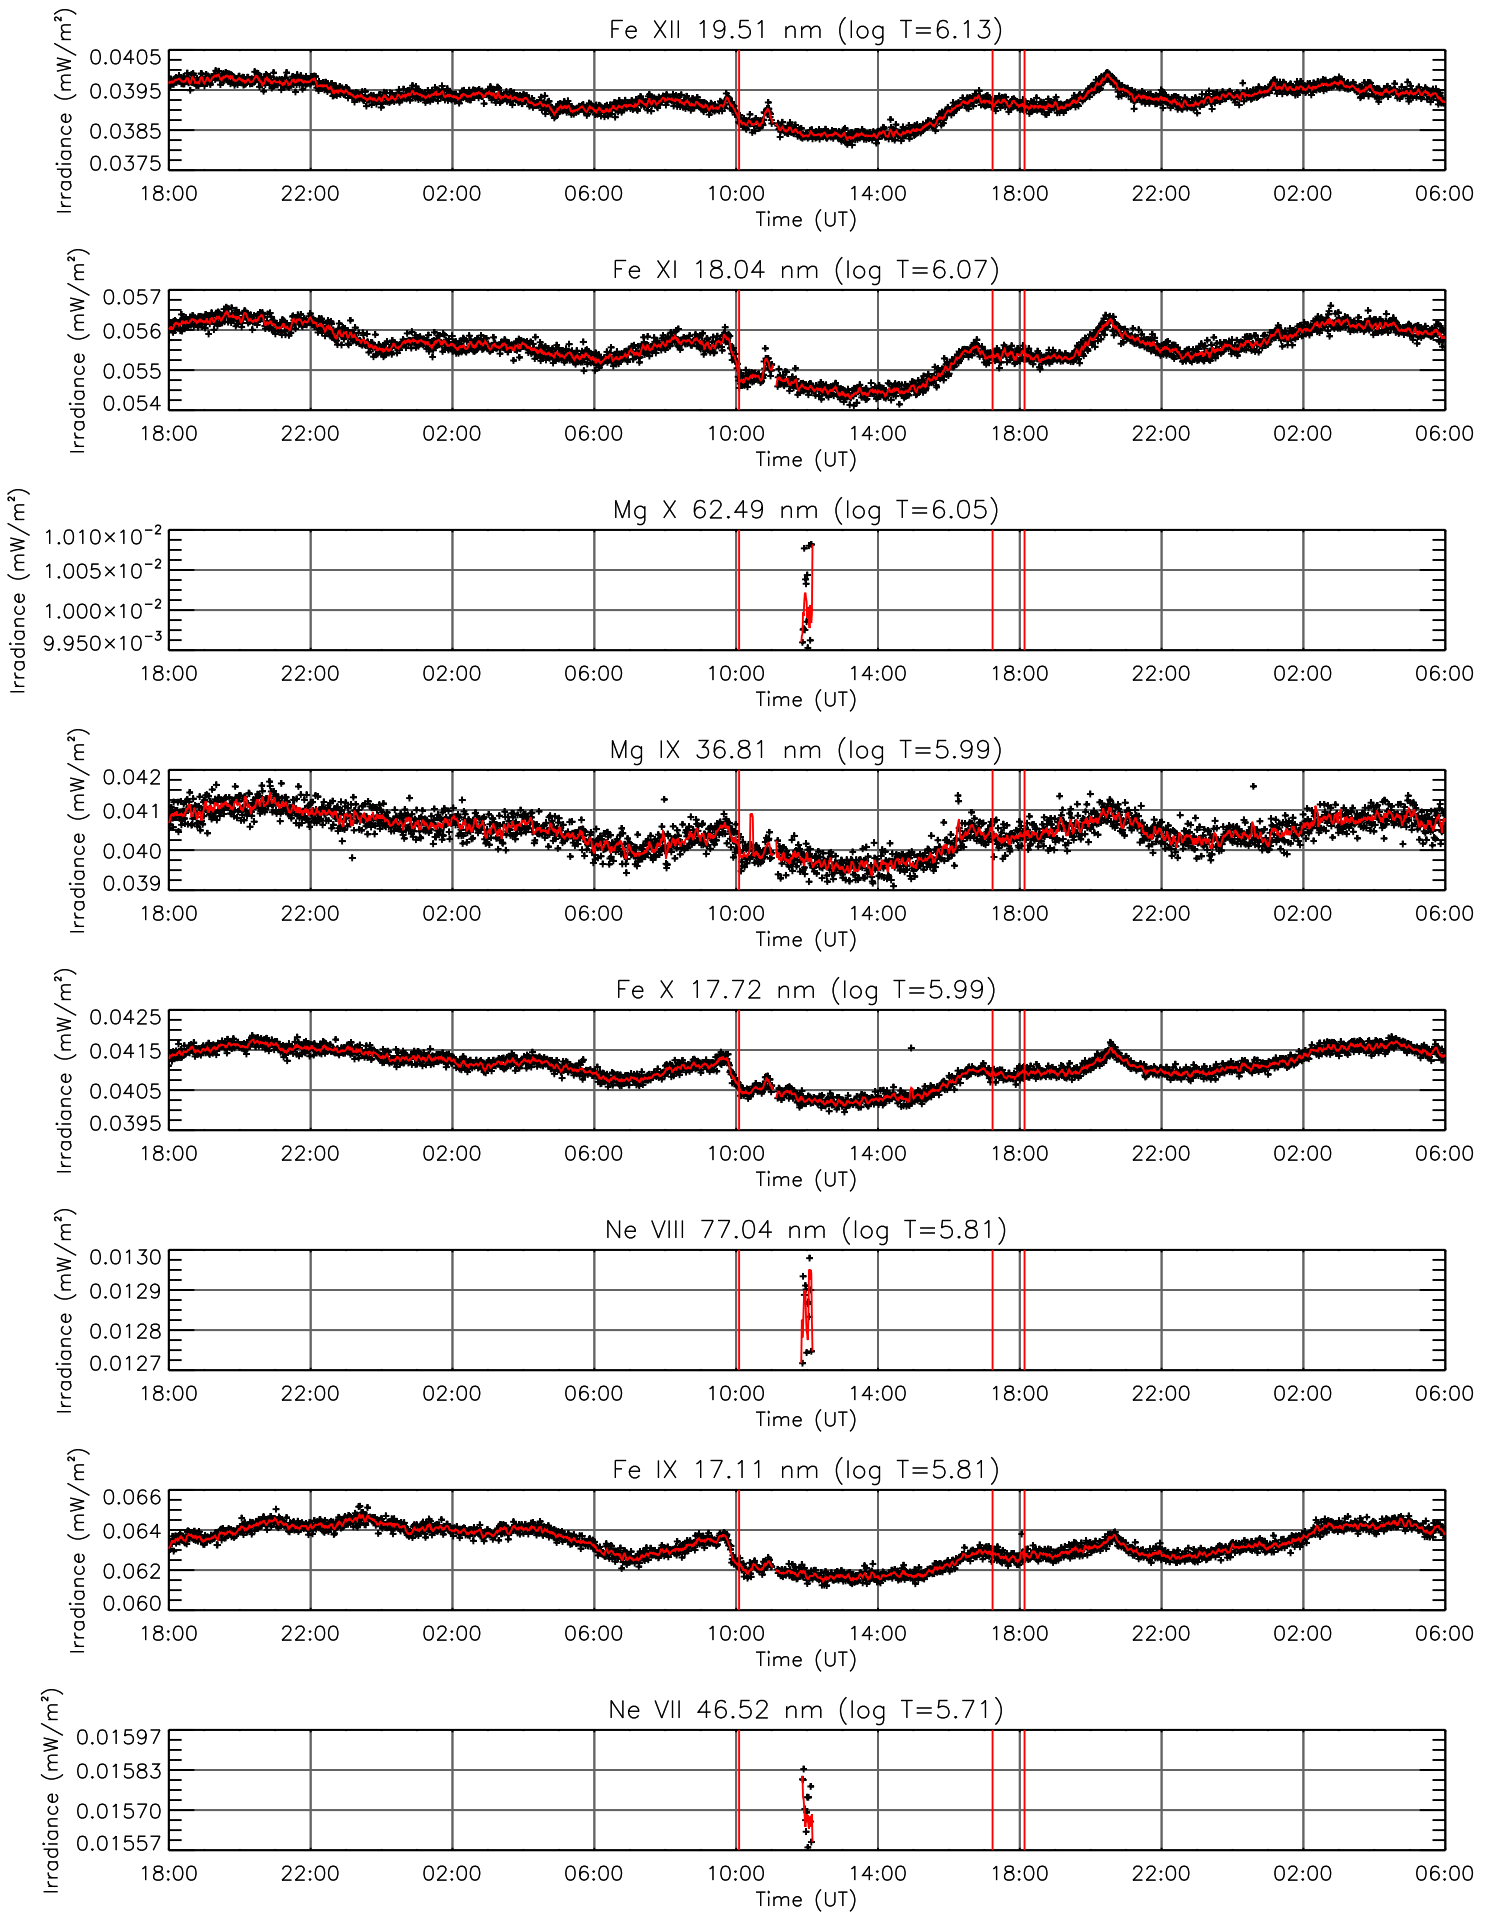 Fe XII 19.51 nm (log T=6.13)
Irradiance (mW/m²)
0.0405
0.0395
0.0385
0.0375
18:00 22:00 02:00 06:00 10:00 14:00 18:00 22:00 02:00 06:00
Time (UT)
Fe XI 18.04 nm (log T=6.07)
Irradiance (mW/m²)
0.057
0.056
0.055
0.054
18:00 22:00 02:00 06:00 10:00 14:00 18:00 22:00 02:00 06:00
Time (UT)
Mg X 62.49 nm (log T=6.05)
Irradiance (mW/m²)
1.010×10⁻²
1.005×10⁻²
1.000×10⁻²
9.950×10⁻³
18:00 22:00 02:00 06:00 10:00 14:00 18:00 22:00 02:00 06:00
Time (UT)
Mg IX 36.81 nm (log T=5.99)
Irradiance (mW/m²)
0.042
0.041
0.040
0.039
18:00 22:00 02:00 06:00 10:00 14:00 18:00 22:00 02:00 06:00
Time (UT)
Fe X 17.72 nm (log T=5.99)
Irradiance (mW/m²)
0.0425
0.0415
0.0405
0.0395
18:00 22:00 02:00 06:00 10:00 14:00 18:00 22:00 02:00 06:00
Time (UT)
Ne VIII 77.04 nm (log T=5.81)
Irradiance (mW/m²)
0.0130
0.0129
0.0128
0.0127
18:00 22:00 02:00 06:00 10:00 14:00 18:00 22:00 02:00 06:00
Time (UT)
Fe IX 17.11 nm (log T=5.81)
Irradiance (mW/m²)
0.066
0.064
0.062
0.060
18:00 22:00 02:00 06:00 10:00 14:00 18:00 22:00 02:00 06:00
Time (UT)
Ne VII 46.52 nm (log T=5.71)
Irradiance (mW/m²)
0.01597
0.01583
0.01570
0.01557
18:00 22:00 02:00 06:00 10:00 14:00 18:00 22:00 02:00 06:00
Time (UT)